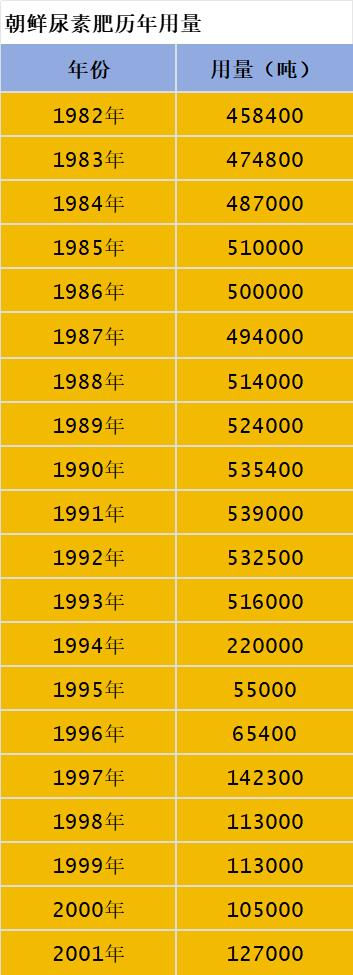 朝鲜尿素肥历年用量
年份 用量（吨）
1982年 458400
1983年 474800
1984年 487000
1985年 510000
1986年 500000
1987年 494000
1988年 514000
1989年 524000
1990年 535400
1991年 539000
1992年 532500
1993年 516000
1994年 220000
1995年 55000
1996年 65400
1997年 142300
1998年 113000
1999年 113000
2000年 105000
2001年 127000